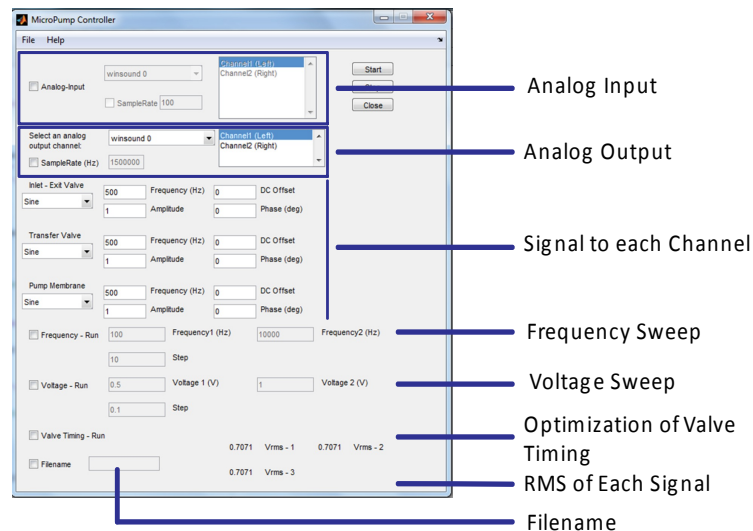 MicroPump Controller
File Help
Analog-Input
winsound 0
SampleRate 100
Channel1 (Left)
Channel2 (Right)
Start
Close
Analog Input
Select an analog
output channel:
winsound 0
SampleRate (Hz) 1500000
Channel1 (Left)
Channel2 (Right)
Analog Output
Inlet - Exit Valve
Sine
500 Frequency (Hz) 0 DC Offset
1 Amplitude 0 Phase (deg)
Transfer Valve
Sine
500 Frequency (Hz) 0 DC Offset
1 Amplitude 0 Phase (deg)
Signal to each Channel
Pump Membrane
Sine
500 Frequency (Hz) 0 DC Offset
1 Amplitude 0 Phase (deg)
Frequency - Run 100 Frequency1 (Hz) 10000 Frequency2 (Hz)
10 Step
Frequency Sweep
Voltage - Run 0.5 Voltage 1 (V) 1 Voltage 2 (V)
0.1 Step
Voltage Sweep
Valve Timing - Run
0.7071 Vrms - 1 0.7071 Vrms - 2
Optimization of Valve
Timing
Filename
0.7071 Vrms - 3
RMS of Each Signal
Filename